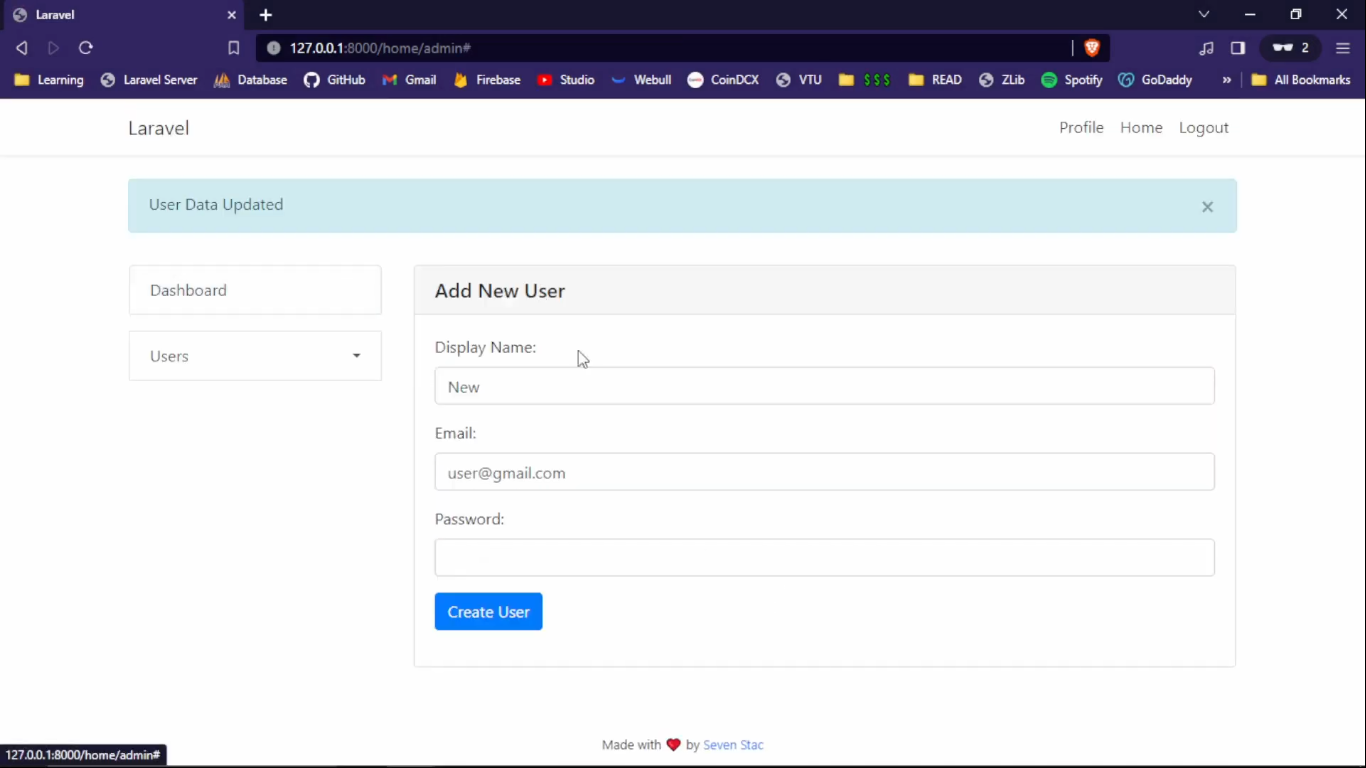 Laravel
127.0.0.1:8000/home/admin#
2
Learning Laravel Server Database GitHub Gmail Firebase Studio Webull CoinDCX VTU $ $ $ READ ZLib Spotify GoDaddy » All Bookmarks
Laravel Profile Home Logout
User Data Updated ×
Dashboard
Users
Add New User
Display Name:
New
Email:
user@gmail.com
Password:
Create User
Made with ❤ by Seven Stac
127.0.0.1:8000/home/admin#